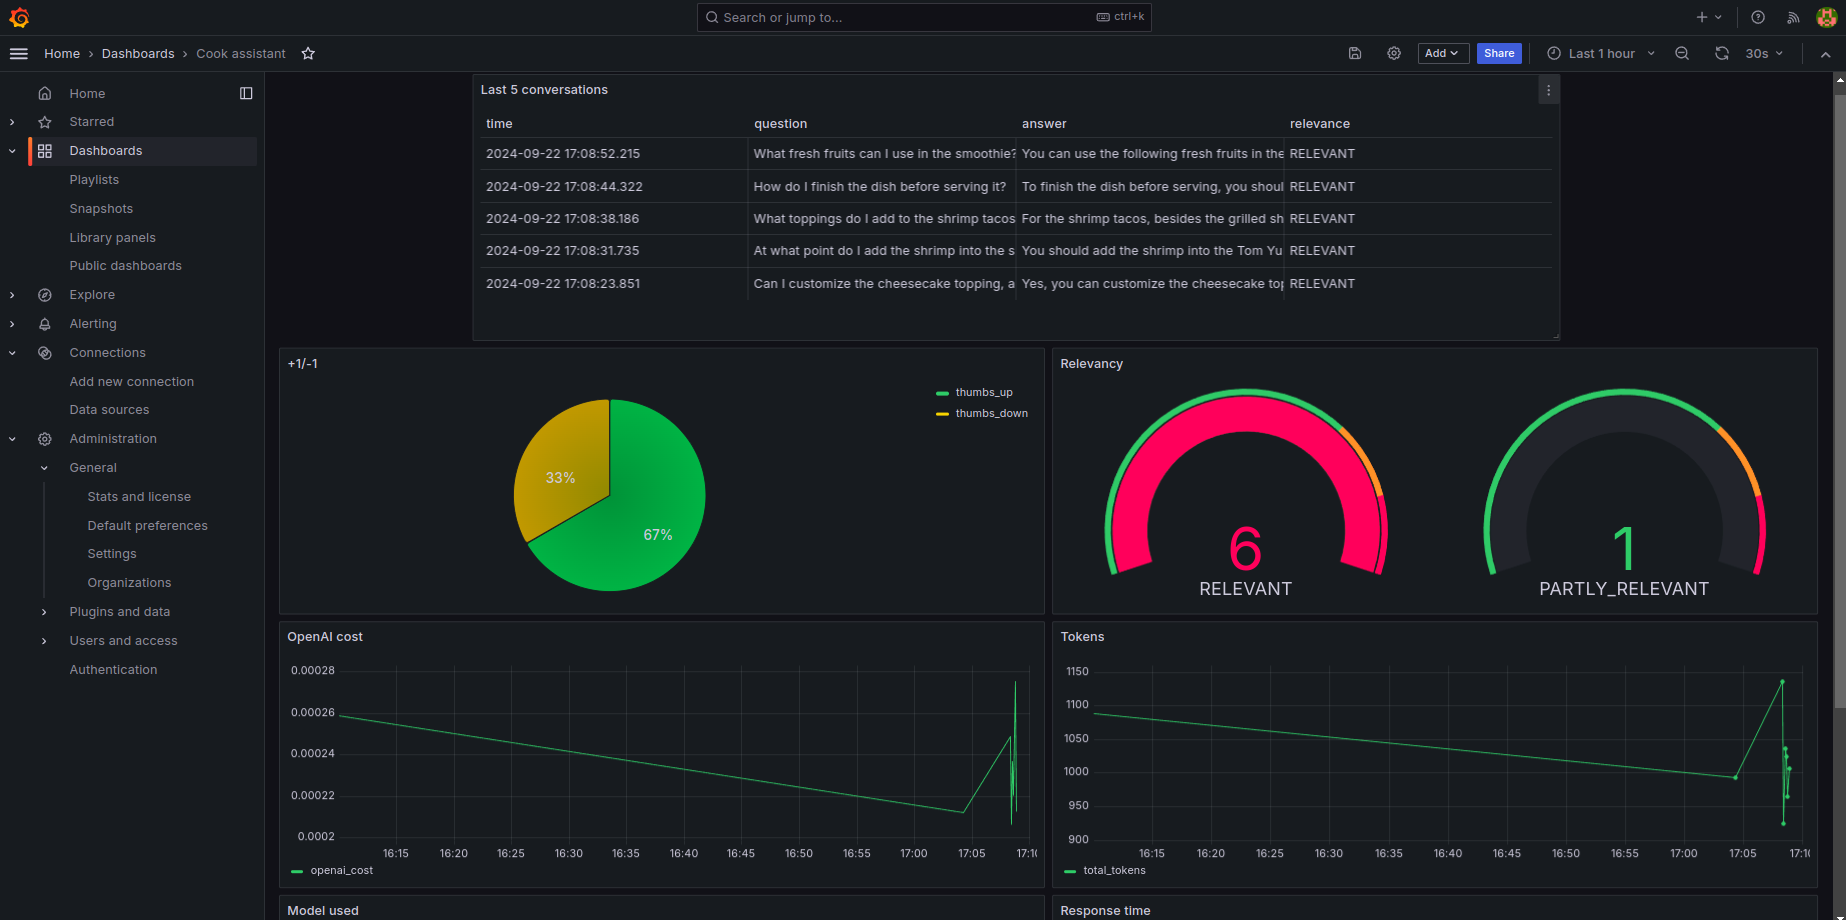 Search or jump to...
ctrl+k
Home
Dashboards
Cook assistant
Add
Share
Last 1 hour
30s
Home
Starred
Dashboards
Playlists
Snapshots
Library panels
Public dashboards
Explore
Alerting
Connections
Add new connection
Data sources
Administration
General
Stats and license
Default preferences
Settings
Organizations
Plugins and data
Users and access
Authentication
Last 5 conversations
time question answer relevance
2024-09-22 17:08:52.215 What fresh fruits can I use in the smoothie? You can use the following fresh fruits in the RELEVANT
2024-09-22 17:08:44.322 How do I finish the dish before serving it? To finish the dish before serving, you shoul RELEVANT
2024-09-22 17:08:38.186 What toppings do I add to the shrimp tacos For the shrimp tacos, besides the grilled sh RELEVANT
2024-09-22 17:08:31.735 At what point do I add the shrimp into the s You should add the shrimp into the Tom Yu RELEVANT
2024-09-22 17:08:23.851 Can I customize the cheesecake topping, a Yes, you can customize the cheesecake top RELEVANT
+1/-1
thumbs_up
thumbs_down
33%
67%
Relevancy
6
RELEVANT
1
PARTLY_RELEVANT
OpenAI cost
0.00028
0.00026
0.00024
0.00022
0.0002
16:15 16:20 16:25 16:30 16:35 16:40 16:45 16:50 16:55 17:00 17:05
openai_cost
Tokens
1150
1100
1050
1000
950
900
16:15 16:20 16:25 16:30 16:35 16:40 16:45 16:50 16:55 17:00 17:05
total_tokens
Model used
Response time